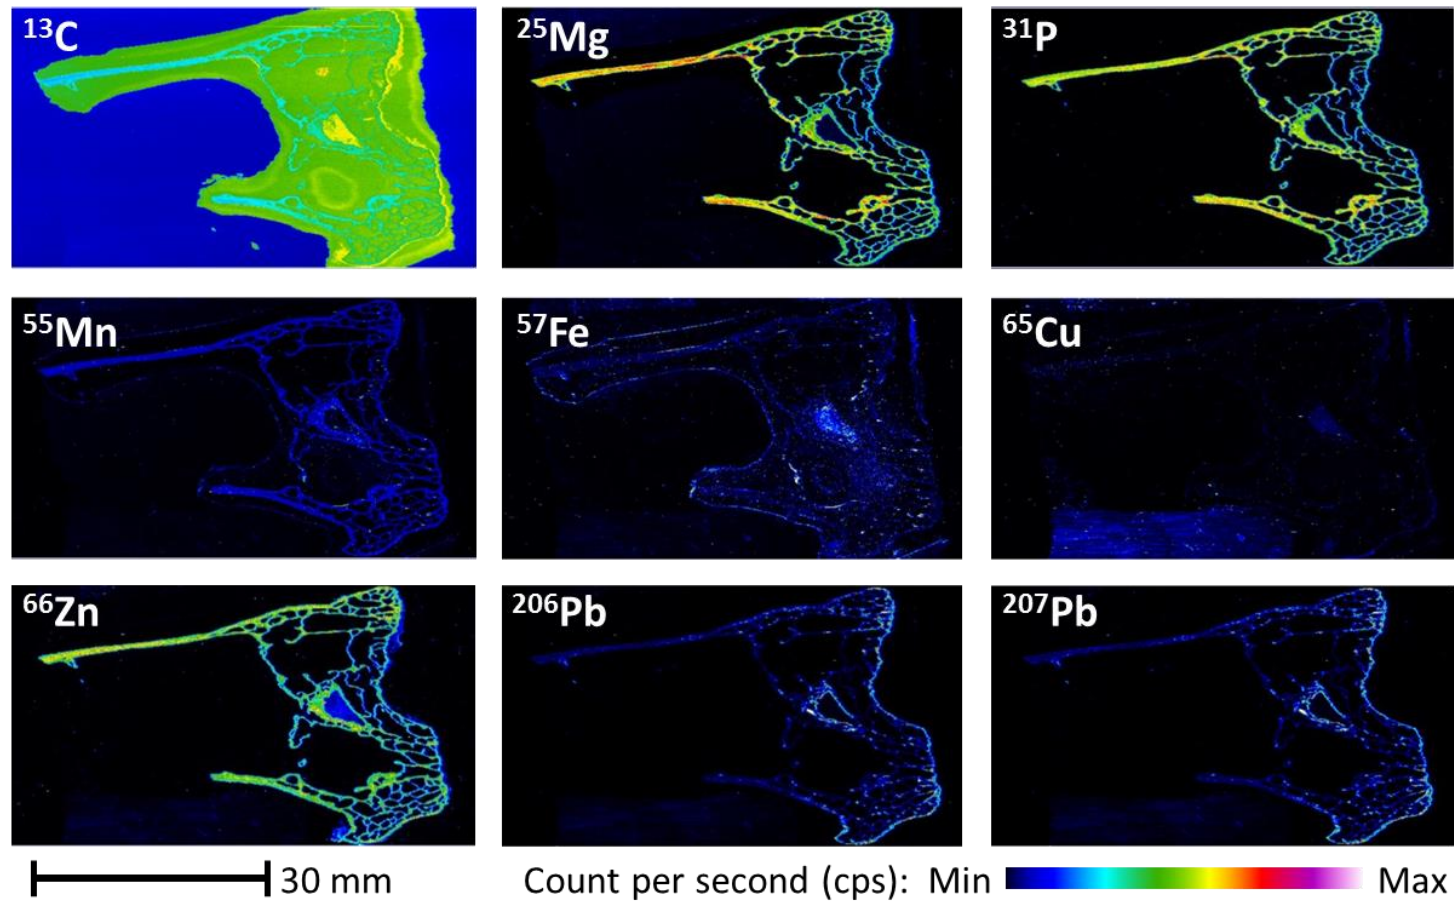 ¹³C
²⁵Mg
³¹P
⁵⁵Mn
⁵⁷Fe
⁶⁵Cu
⁶⁶Zn
²⁰⁶Pb
²⁰⁷Pb
30 mm
Count per second (cps): Min Max